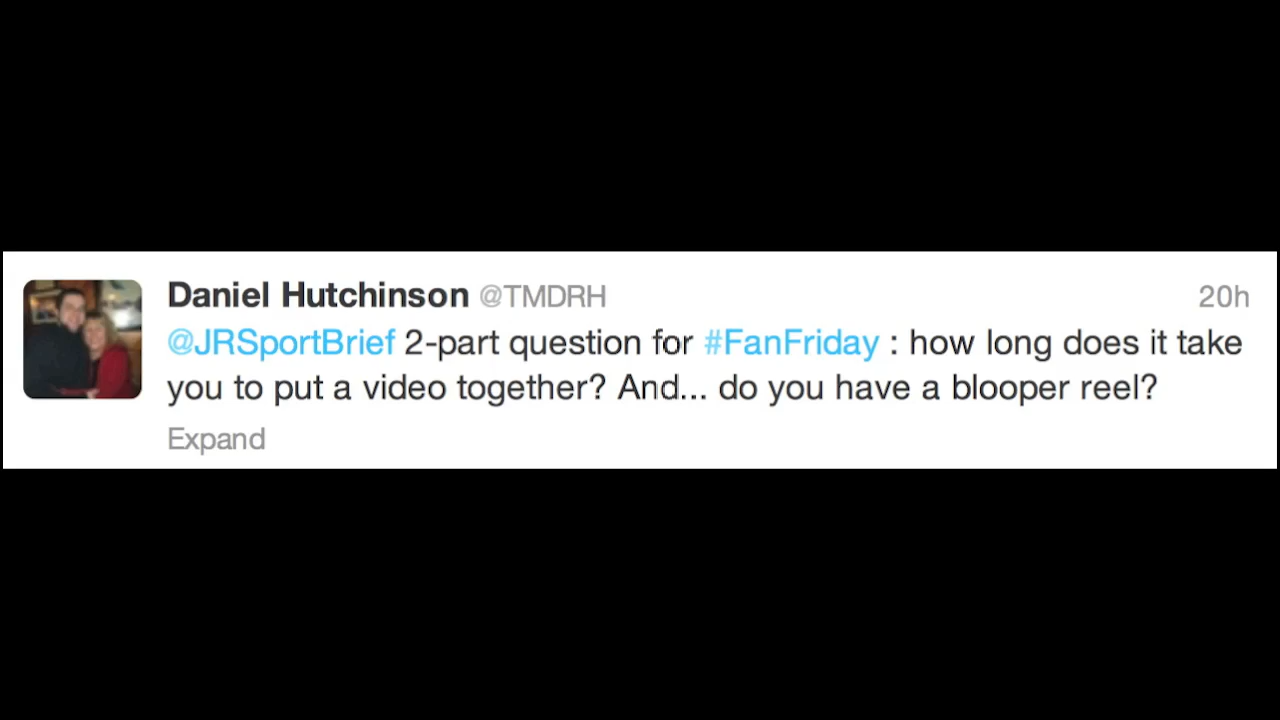 Daniel Hutchinson @TMDRH 20h
@JRSportBrief 2-part question for #FanFriday : how long does it take
you to put a video together? And... do you have a blooper reel?
Expand